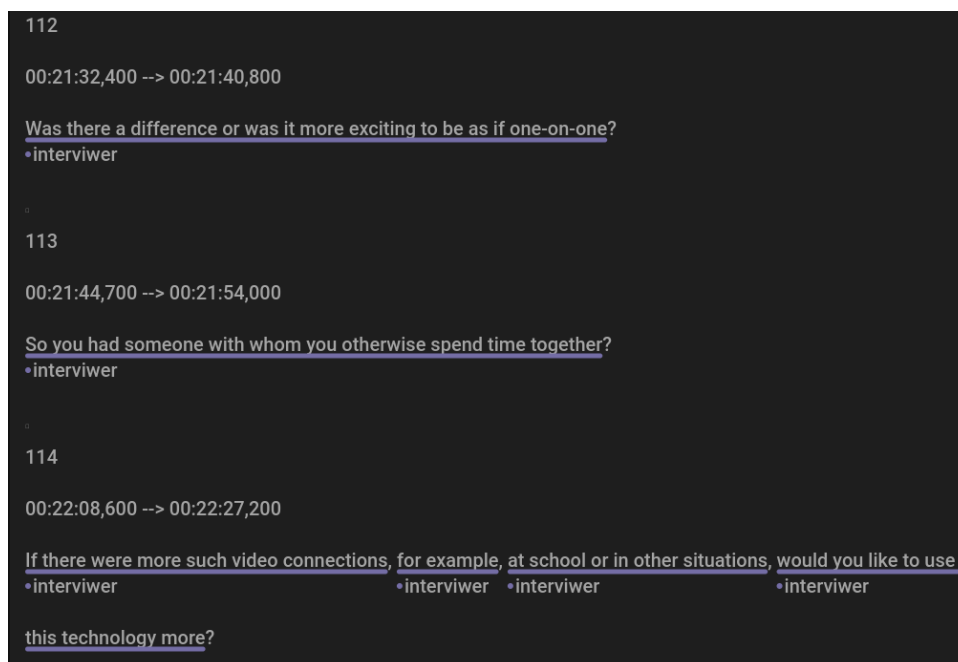 112
00:21:32,400 --> 00:21:40,800
Was there a difference or was it more exciting to be as if one-on-one?
•interviwer
113
00:21:44,700 --> 00:21:54,000
So you had someone with whom you otherwise spend time together?
•interviwer
114
00:22:08,600 --> 00:22:27,200
If there were more such video connections, for example, at school or in other situations, would you like to use
•interviwer •interviwer •interviwer •interviwer
this technology more?